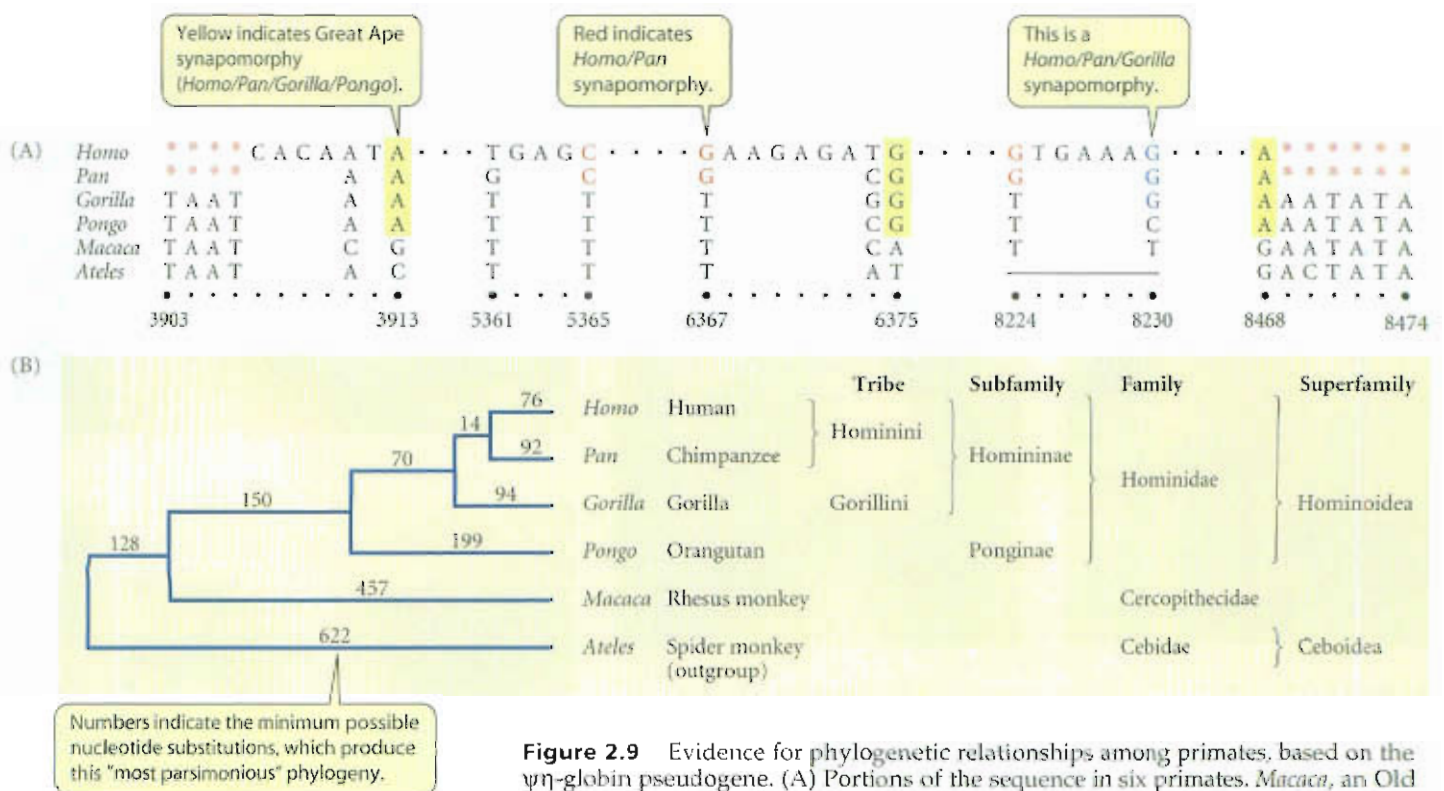 Yellow indicates Great Ape
synapomorphy
(Homo/Pan/Gorilla/Pongo).
Red indicates
Homo/Pan
synapomorphy.
This is a
Homo/Pan/Gorilla
synapomorphy.
(A)
Homo * * * * C A C A A T A · · · T G A G C · · · · G A A G A G A T G · · · · G T G A A A G · · · · A * * * * * *
Pan * * * * A A G C G C G G G A * * * * * *
Gorilla T A A T A A T T T G G T G A A A T A T A
Pongo T A A T A A T T T C G T C A A A T A T A
Macaca T A A T C G T T T C A T T G A A T A T A
Ateles T A A T A C T T T A T G A C T A T A
3903 3913 5361 5365 6367 6375 8224 8230 8468 8474
(B)
Tribe Subfamily Family Superfamily
76 Homo Human
14
Hominini
92 Pan Chimpanzee Homininae
70
Hominidae
94 Gorilla Gorilla Gorillini Hominoidea
150
199 Pongo Orangutan Ponginae
128
457 Macaca Rhesus monkey Cercopithecidae
622 Ateles Spider monkey Cebidae Ceboidea
(outgroup)
Numbers indicate the minimum possible
nucleotide substitutions, which produce
this "most parsimonious" phylogeny.
Figure 2.9 Evidence for phylogenetic relationships among primates, based on the
ψη-globin pseudogene. (A) Portions of the sequence in six primates. Macaca, an Old